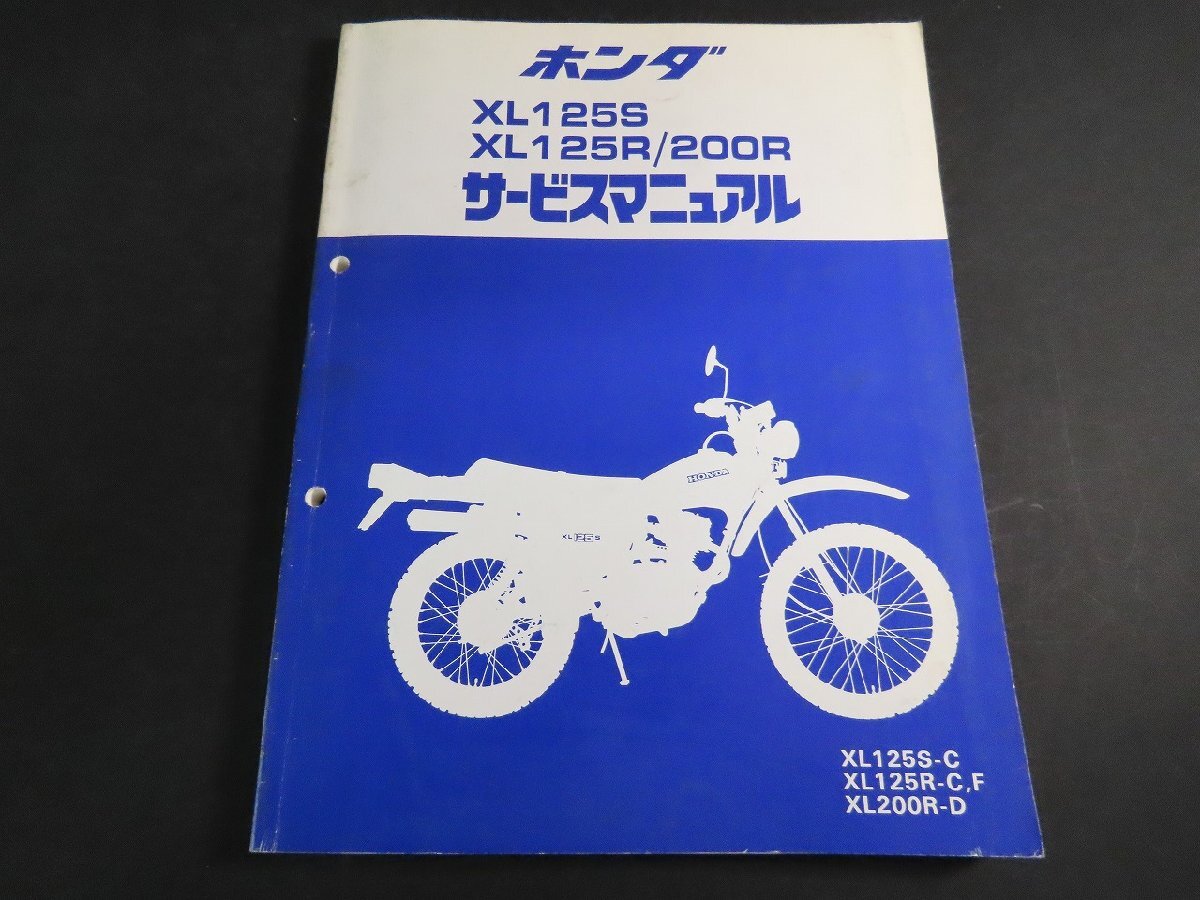 ホンダ
XL125S
XL125R/200R
サービスマニュアル
HONDA
XL125S
XL125S-C
XL125R-C,F
XL200R-D